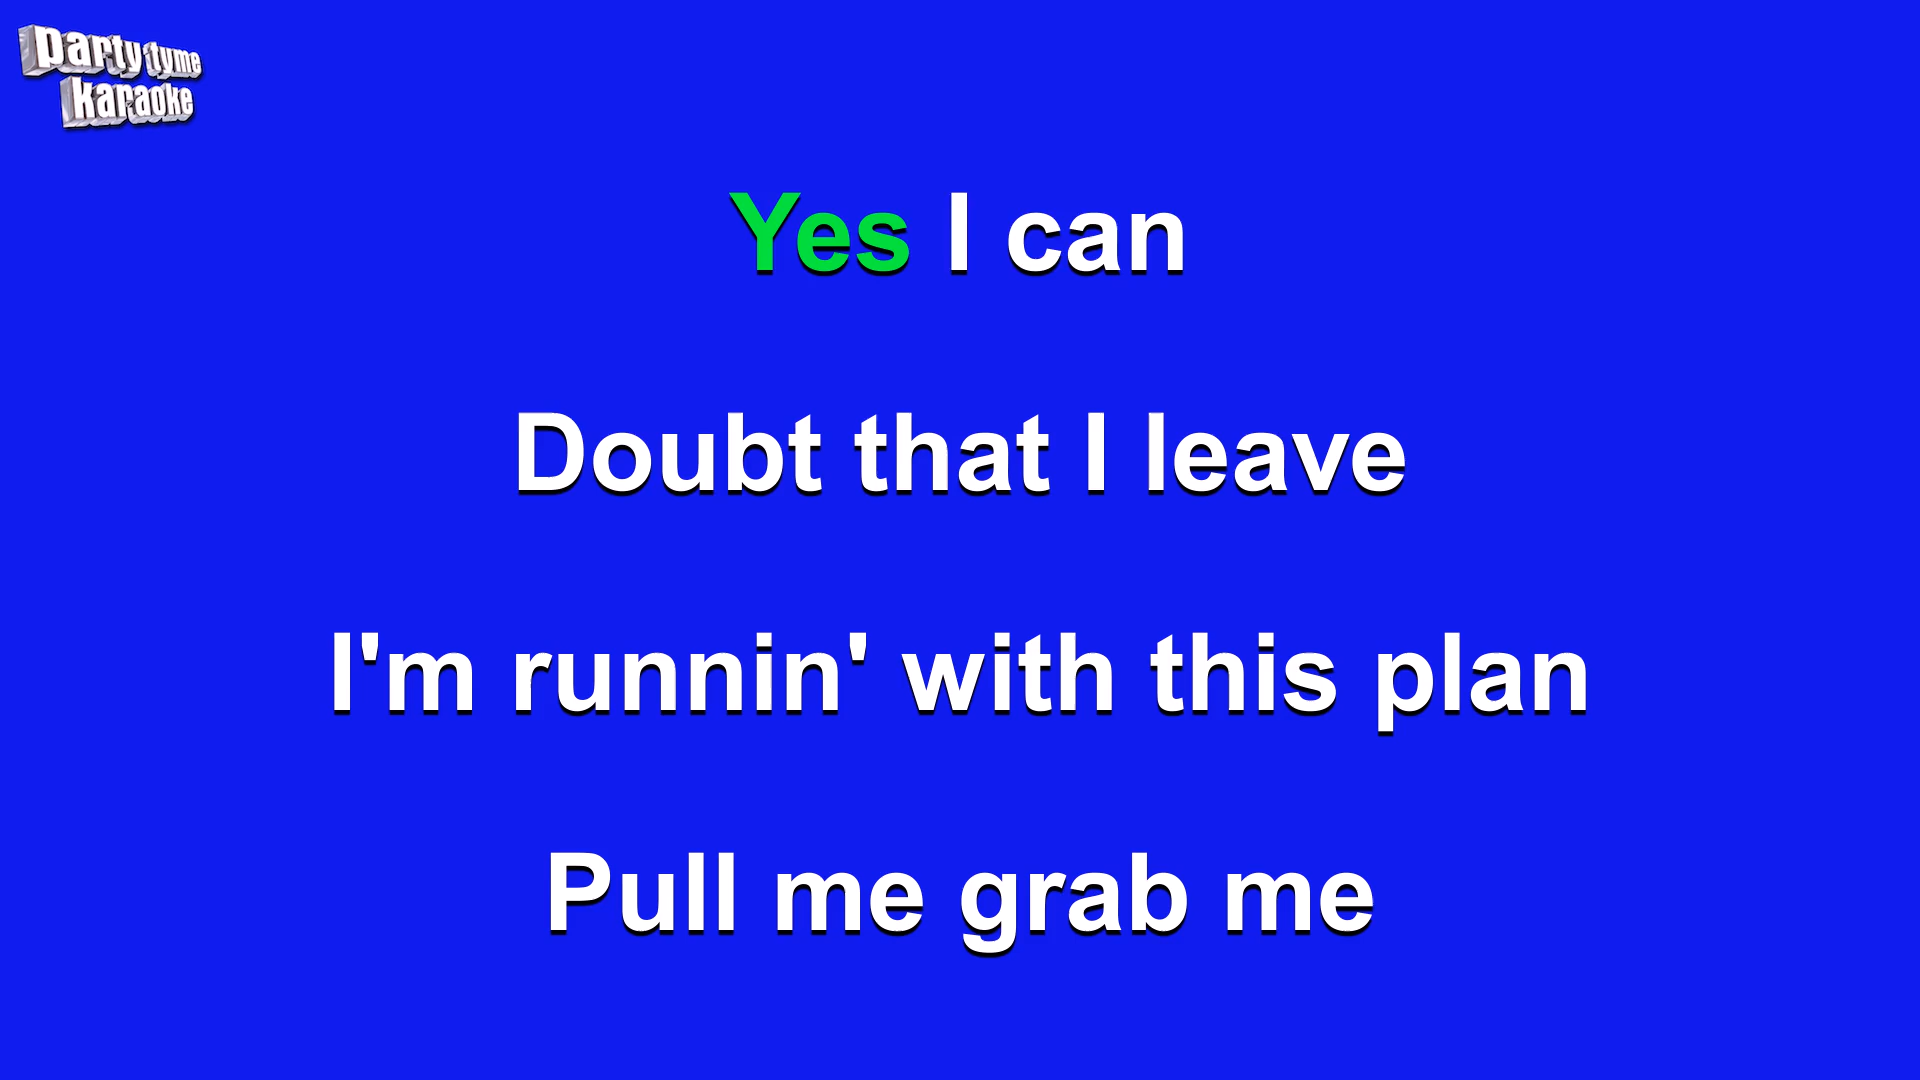 party tyme
karaoke
Yes I can
Doubt that I leave
I'm runnin' with this plan
Pull me grab me